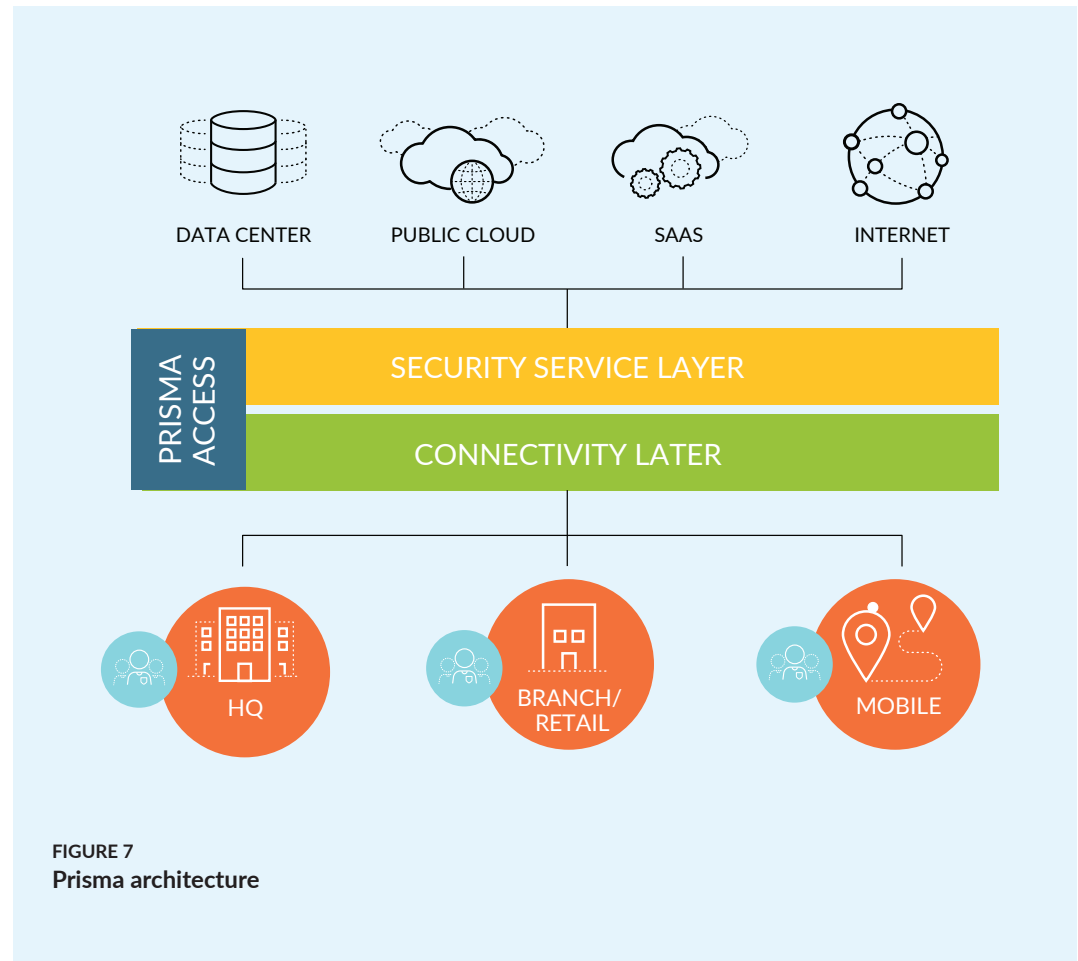 DATA CENTER
PUBLIC CLOUD
SAAS
INTERNET
PRISMA
ACCESS
SECURITY SERVICE LAYER
CONNECTIVITY LATER
HQ
BRANCH/
RETAIL
MOBILE
FIGURE 7
Prisma architecture